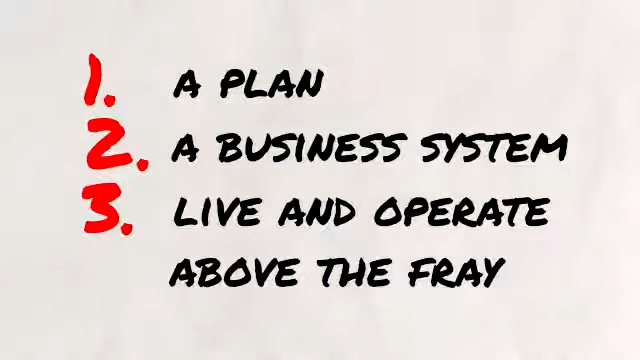 1. A PLAN
2. A BUSINESS SYSTEM
3. LIVE AND OPERATE
ABOVE THE FRAY